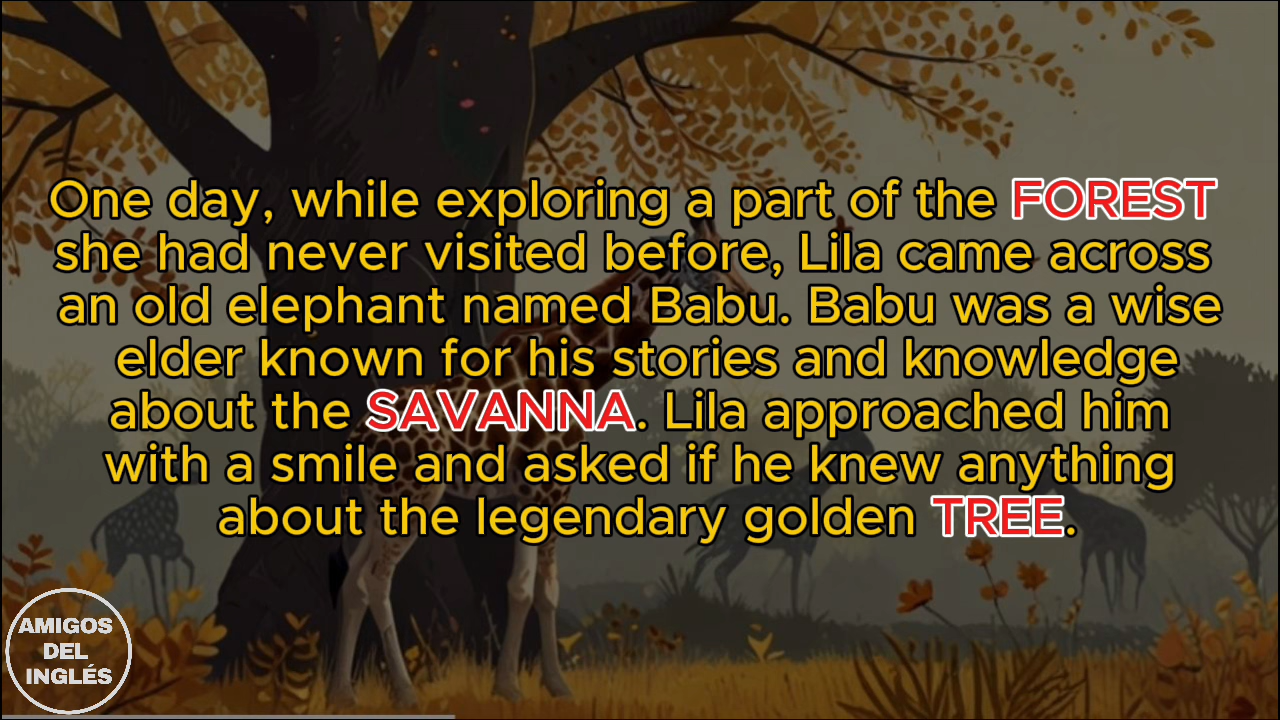 One day, while exploring a part of the FOREST
she had never visited before, Lila came across
an old elephant named Babu. Babu was a wise
elder known for his stories and knowledge
about the SAVANNA. Lila approached him
with a smile and asked if he knew anything
about the legendary golden TREE.
AMIGOS
DEL
INGLÉS